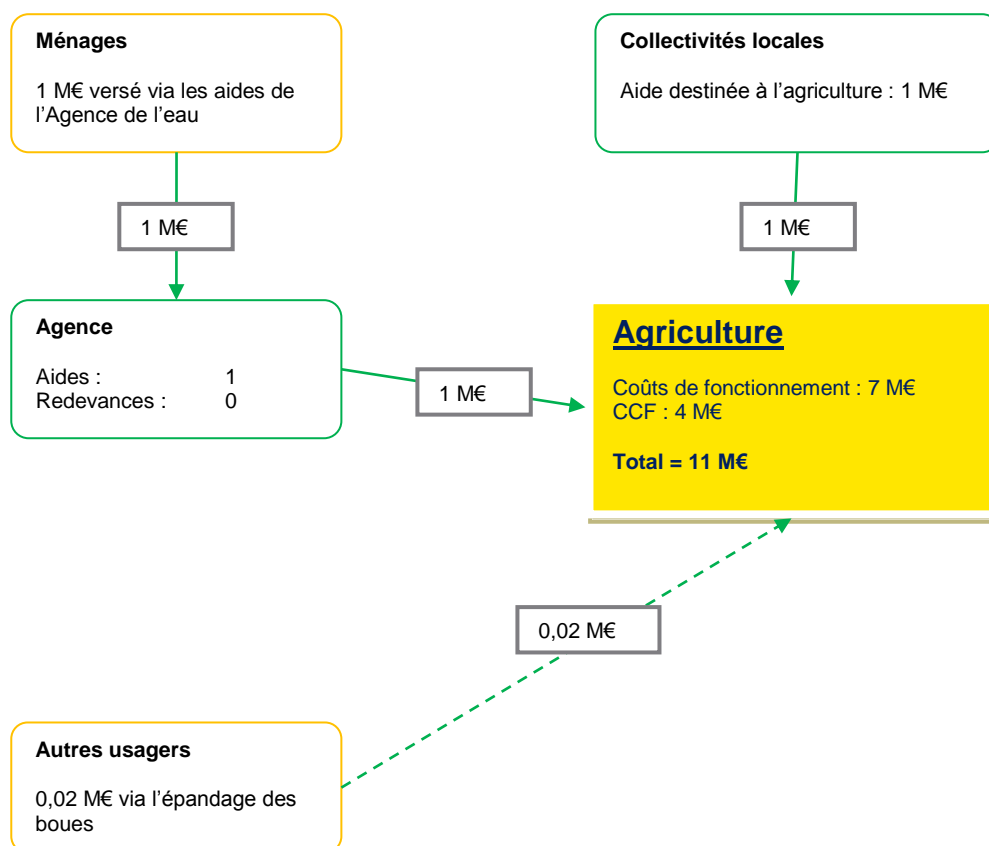 Ménages
1 M€ versé via les aides de
l'Agence de l'eau
Collectivités locales
Aide destinée à l'agriculture : 1 M€
1 M€
1 M€
Agence
Aides : 1
Redevances : 0
1 M€
Agriculture
Coûts de fonctionnement : 7 M€
CCF : 4 M€
Total = 11 M€
0,02 M€
Autres usagers
0,02 M€ via l'épandage des
boues